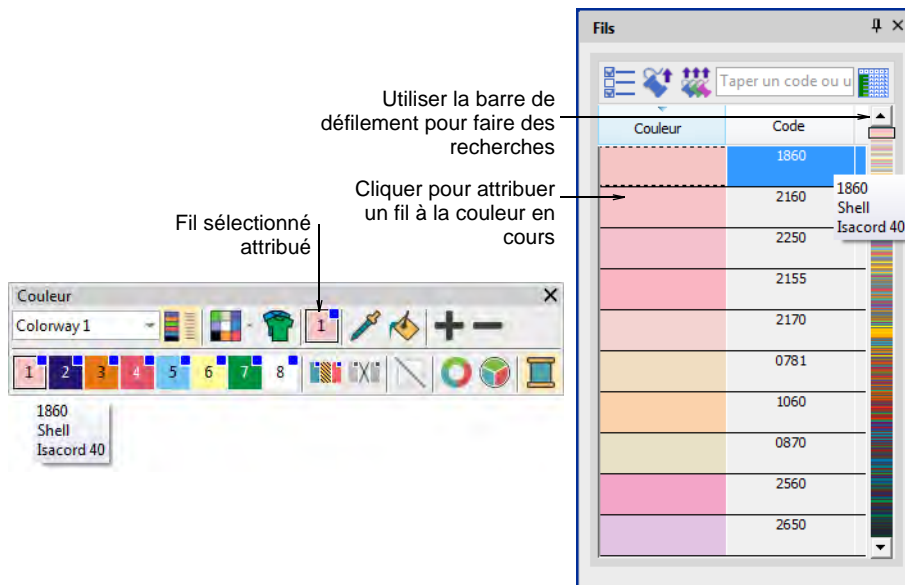 Fils
Taper un code ou u
Couleur
Code
1860
2160
2250
2155
2170
0781
1060
0870
2560
2650
1860
Shell
Isacord 40
Utiliser la barre de
défilement pour faire des
recherches
Cliquer pour attribuer
un fil à la couleur en
cours
Fil sélectionné
attribué
Couleur
Colorway 1
1
1 2 3 4 5 6 7 8
1860
Shell
Isacord 40